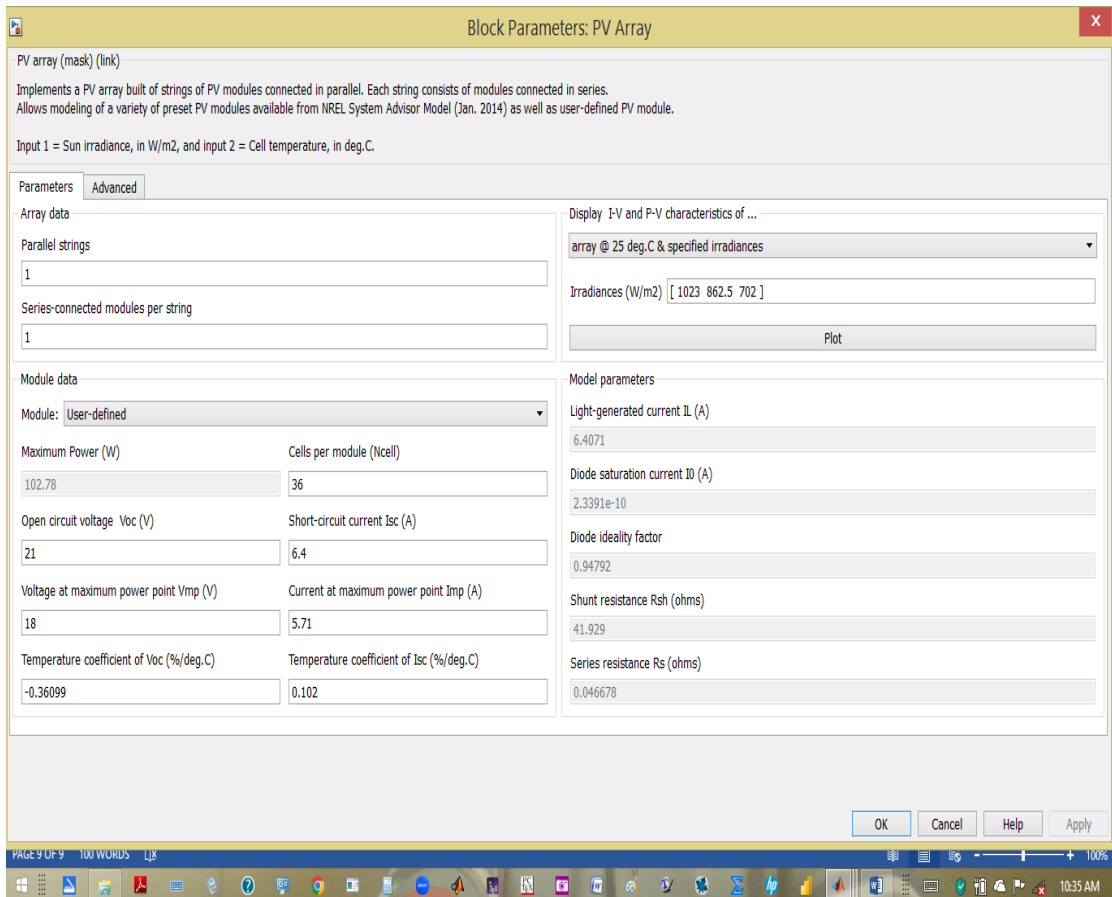 Block Parameters: PV Array
X
PV array (mask) (link)
Implements a PV array built of strings of PV modules connected in parallel. Each string consists of modules connected in series.
Allows modeling of a variety of preset PV modules available from NREL System Advisor Model (Jan. 2014) as well as user-defined PV module.
Input 1 = Sun irradiance, in W/m2, and input 2 = Cell temperature, in deg.C.
Parameters
Advanced
Array data
Parallel strings
1
Series-connected modules per string
1
Display I-V and P-V characteristics of ...
array @ 25 deg.C & specified irradiances
Irradiances (W/m2) [ 1023 862.5 702 ]
Plot
Module data
Module: User-defined
Maximum Power (W)
102.78
Cells per module (Ncell)
36
Open circuit voltage Voc (V)
21
Short-circuit current Isc (A)
6.4
Voltage at maximum power point Vmp (V)
18
Current at maximum power point Imp (A)
5.71
Temperature coefficient of Voc (%/deg.C)
-0.36099
Temperature coefficient of Isc (%/deg.C)
0.102
Model parameters
Light-generated current IL (A)
6.4071
Diode saturation current I0 (A)
2.3391e-10
Diode ideality factor
0.94792
Shunt resistance Rsh (ohms)
41.929
Series resistance Rs (ohms)
0.046678
OK
Cancel
Help
Apply
PAGE 9 OF 9 100 WORDS
100%
10:35 AM